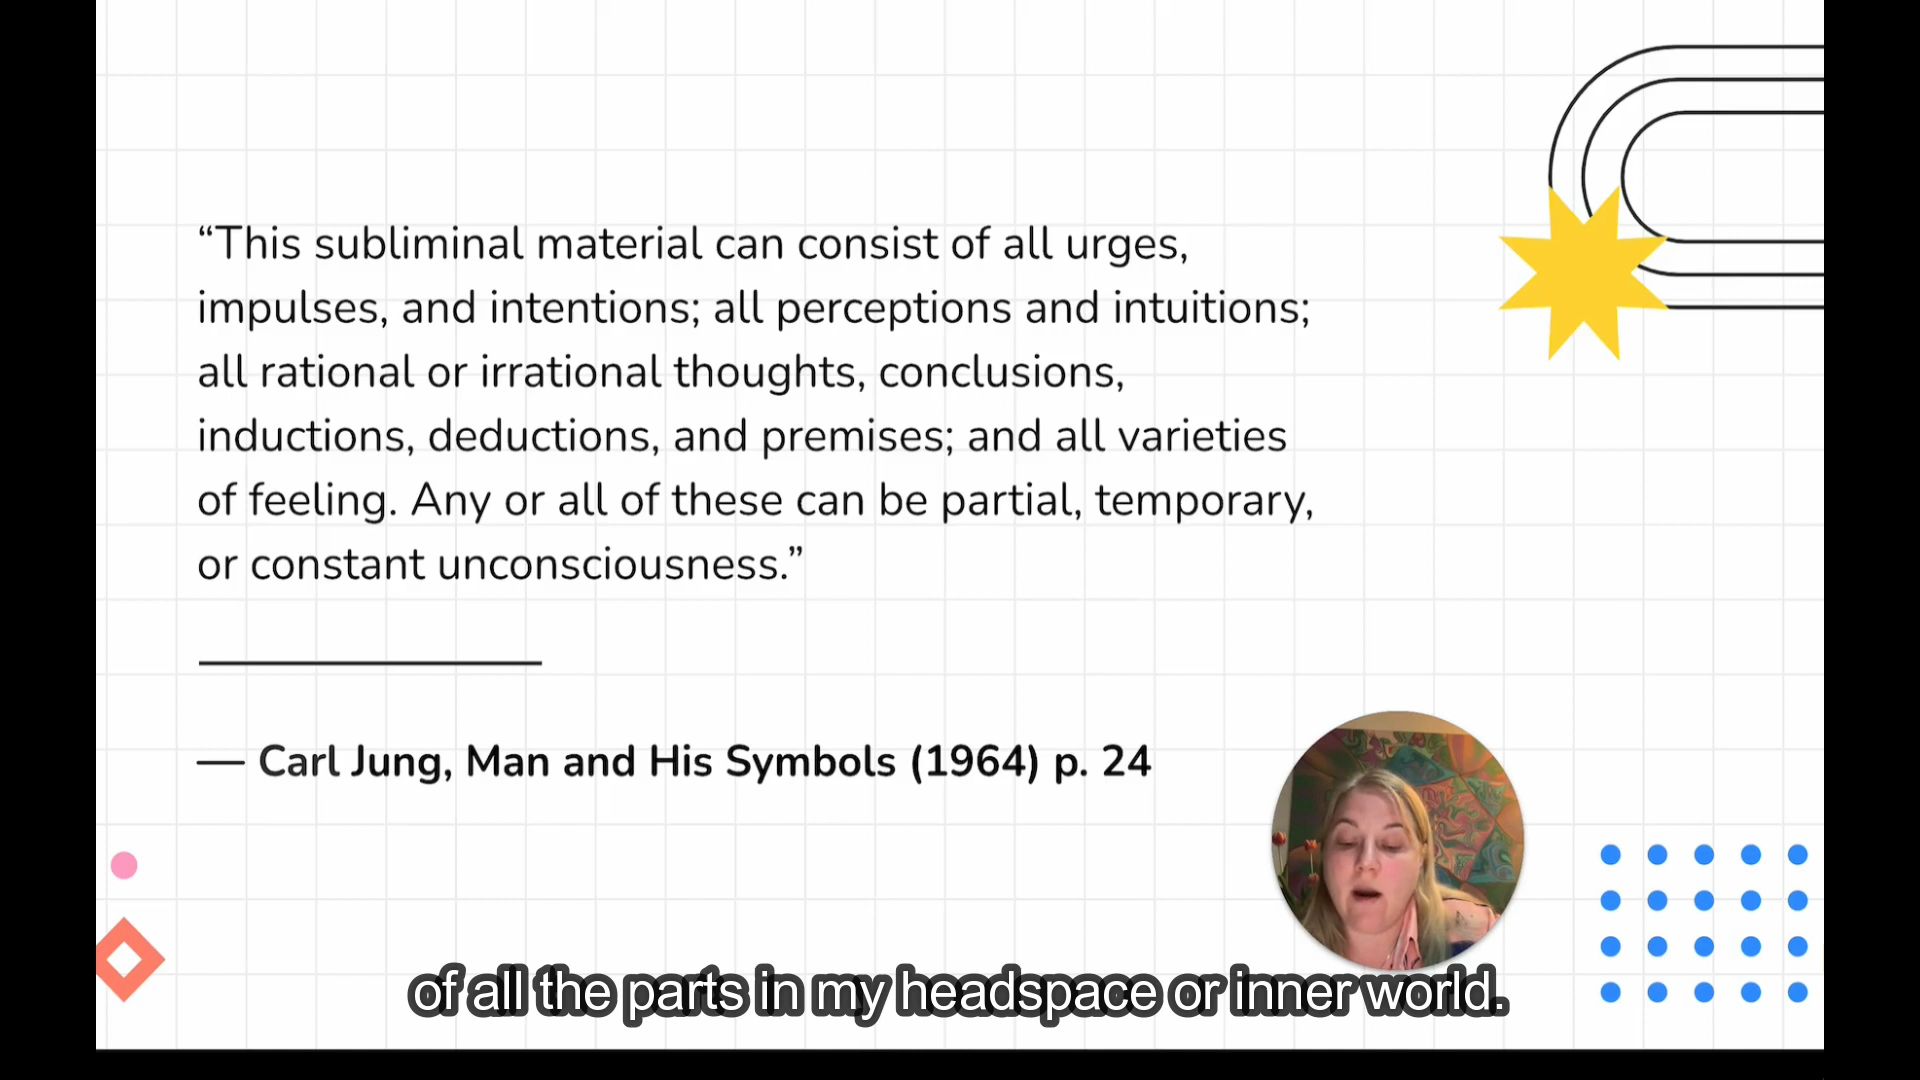 “This subliminal material can consist of all urges,
impulses, and intentions; all perceptions and intuitions;
all rational or irrational thoughts, conclusions,
inductions, deductions, and premises; and all varieties
of feeling. Any or all of these can be partial, temporary,
or constant unconsciousness.”
— Carl Jung, Man and His Symbols (1964) p. 24
of all the parts in my headspace or inner world.